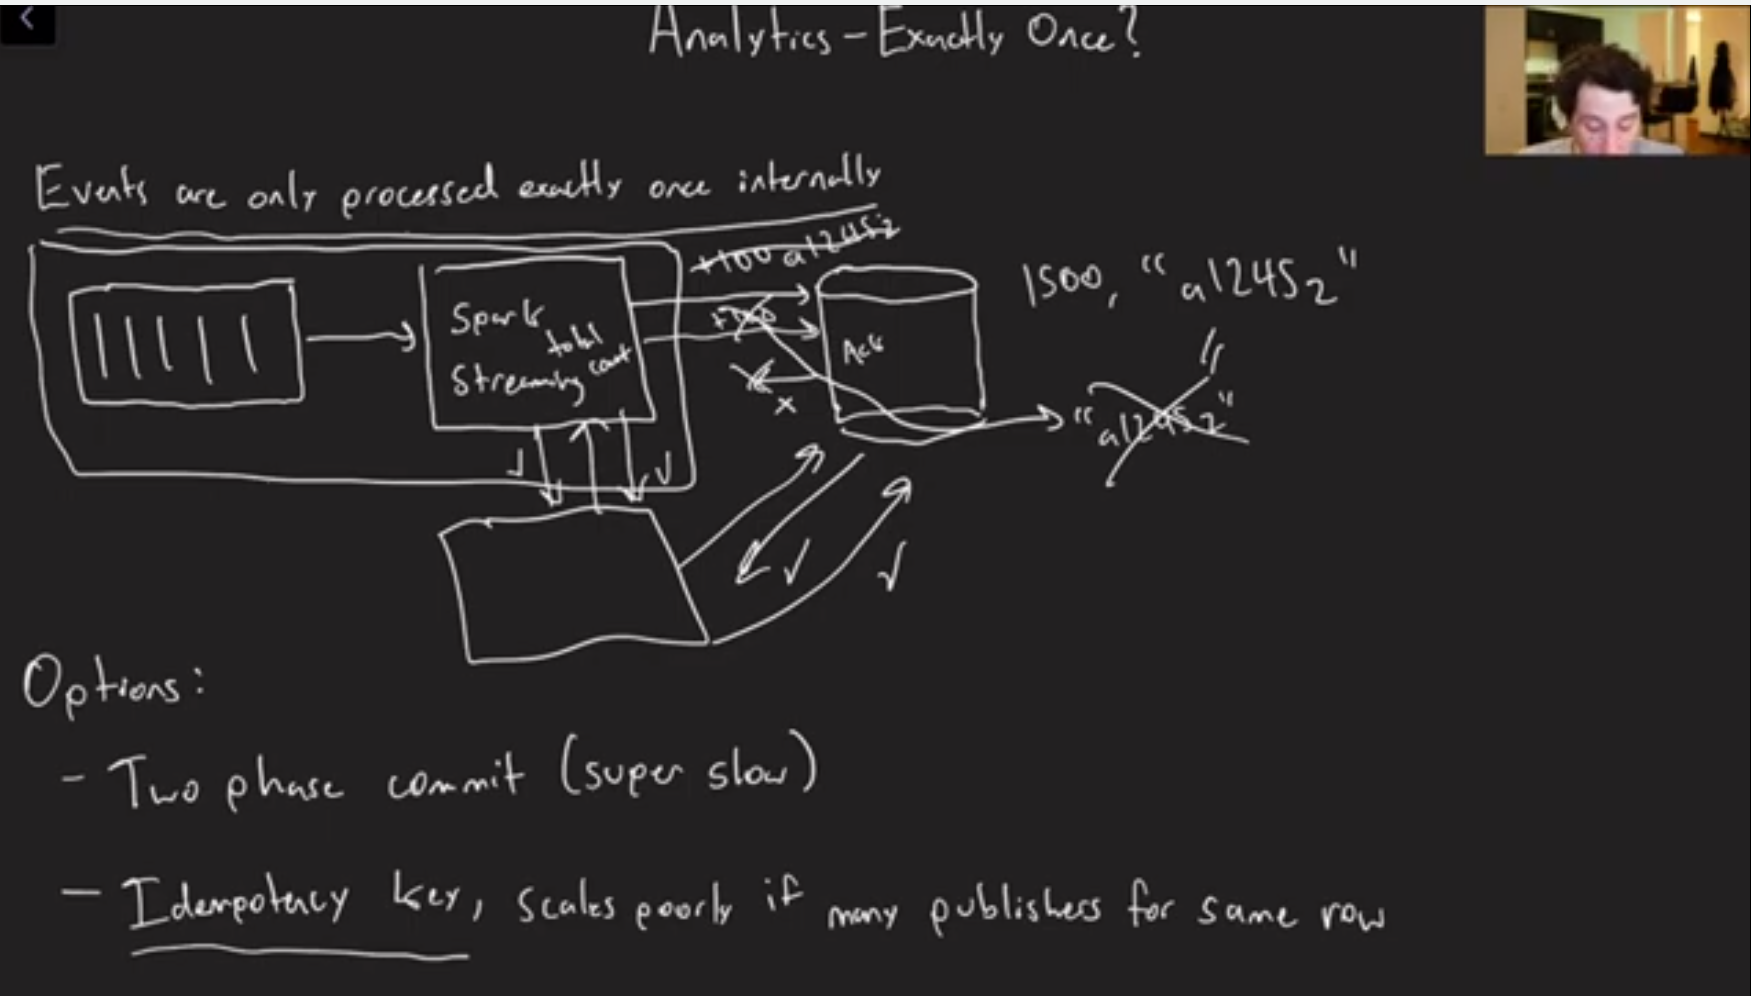 Analytics - Exactly Once?
Events are only processed exactly once internally
+100 a12452
1500, "a12452"
Spark
Streaming
total
count
+100
x
"a12452"
Options:
- Two phase commit (super slow)
- Idempotency key, scales poorly if many publishers for same row